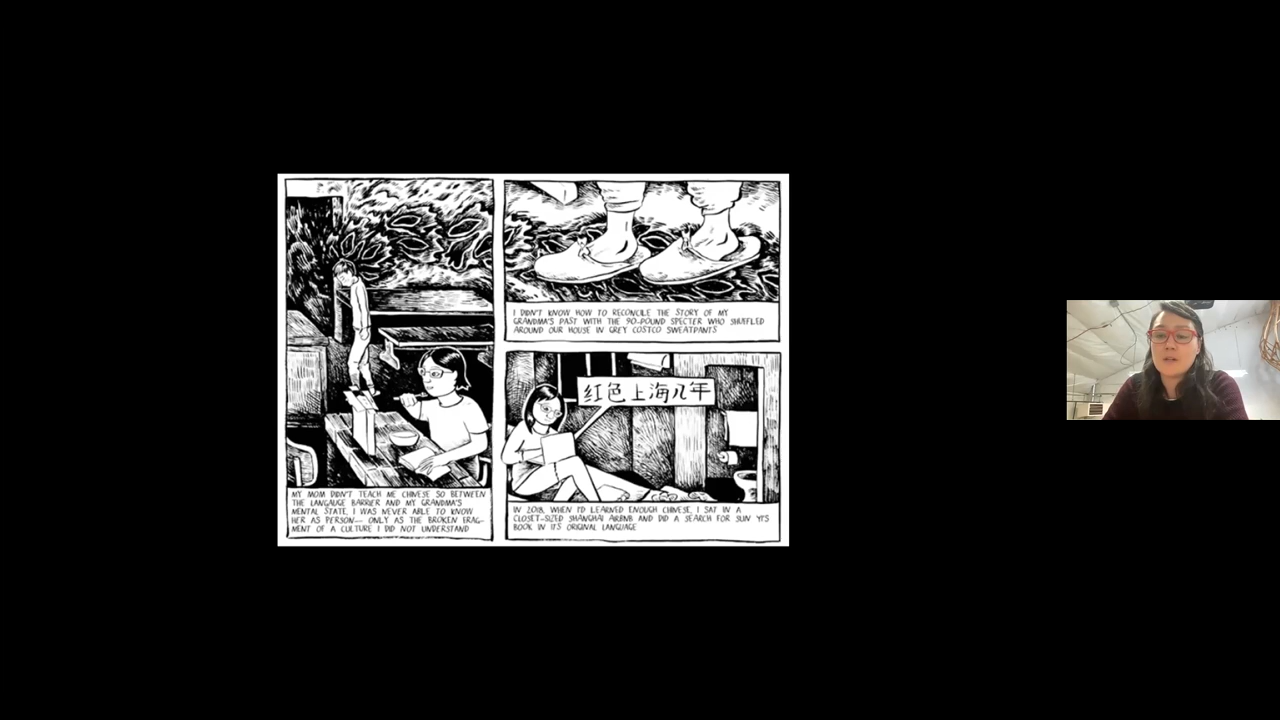 MY MOM DIDN'T TEACH ME CHINESE SO BETWEEN
THE LANGAUGE BARRIER AND MY GRANDMA'S
MENTAL STATE, I WAS NEVER ABLE TO KNOW
HER AS PERSON— ONLY AS THE BROKEN FRAG-
MENT OF A CULTURE I DID NOT UNDERSTAND
I DIDN'T KNOW HOW TO RECONCILE THE STORY OF MY
GRANDMA'S PAST WITH THE 90-POUND SPECTER WHO SHUFFLED
AROUND OUR HOUSE IN GREY COSTCO SWEATPANTS
红色上海八年
IN 2018, WHEN I'D LEARNED ENOUGH CHINESE, I SAT IN A
CLOSET-SIZED SHANGHAI AIRBNB AND DID A SEARCH FOR SUN YI'S
BOOK IN ITS ORIGINAL LANGUAGE